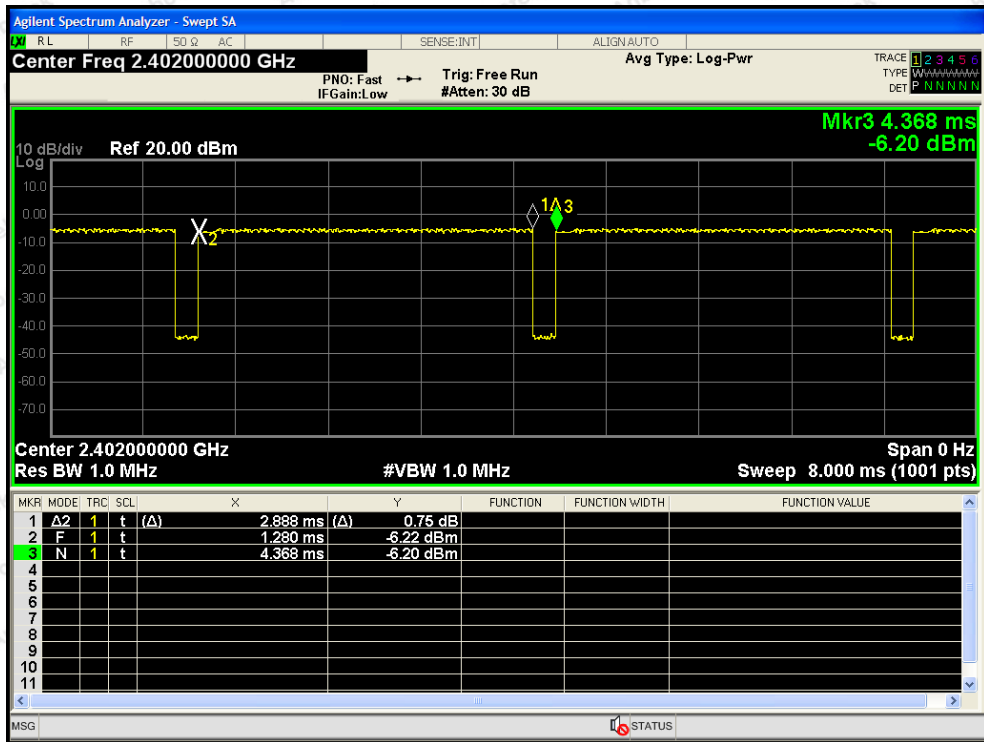 Agilent Spectrum Analyzer - Swept SA
LXI RL RF 50 Ω AC SENSE:INT ALIGNAUTO
Center Freq 2.402000000 GHz
PNO: Fast
IFGain:Low
Trig: Free Run
#Atten: 30 dB
Avg Type: Log-Pwr
TRACE 1 2 3 4 5 6
TYPE WWWWWW
DET P N N N N N
Mkr3 4.368 ms
-6.20 dBm
10 dB/div Ref 20.00 dBm
Log
10.0
0.00
-10.0
-20.0
-30.0
-40.0
-50.0
-60.0
-70.0
1Δ 3
X2
Center 2.402000000 GHz Span 0 Hz
Res BW 1.0 MHz #VBW 1.0 MHz Sweep 8.000 ms (1001 pts)
MKR MODE TRC SCL X Y FUNCTION FUNCTION WIDTH FUNCTION VALUE
1 Δ2 1 t (Δ) 2.888 ms (Δ) 0.75 dB
2 F 1 t 1.280 ms -6.22 dBm
3 N 1 t 4.368 ms -6.20 dBm
4
5
6
7
8
9
10
11
MSG STATUS